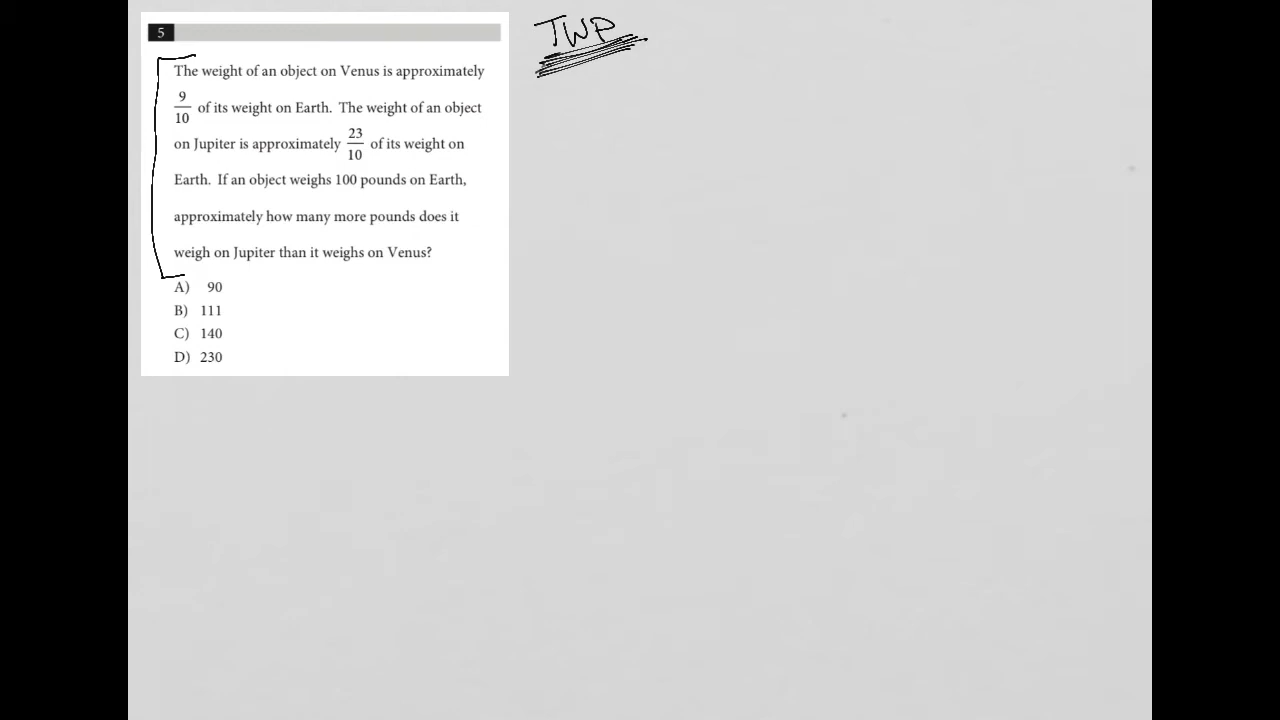 5
TWP
The weight of an object on Venus is approximately
9/10 of its weight on Earth. The weight of an object
on Jupiter is approximately 23/10 of its weight on
Earth. If an object weighs 100 pounds on Earth,
approximately how many more pounds does it
weigh on Jupiter than it weighs on Venus?
A) 90
B) 111
C) 140
D) 230